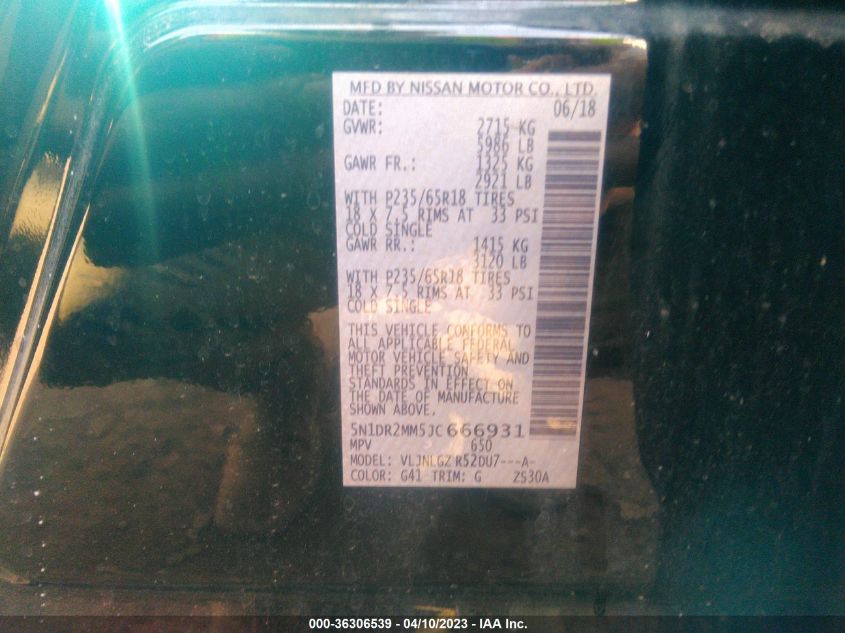 MFD BY NISSAN MOTOR CO., LTD.
DATE: 06/18
GVWR: 2715 KG
5986 LB
GAWR FR.: 1325 KG
2921 LB
WITH P235/65R18 TIRES
18 X 7.5 RIMS AT 33 PSI
COLD SINGLE
GAWR RR.: 1415 KG
3120 LB
WITH P235/65R18 TIRES
18 X 7.5 RIMS AT 33 PSI
COLD SINGLE
THIS VEHICLE CONFORMS TO
ALL APPLICABLE FEDERAL
MOTOR VEHICLE SAFETY AND
THEFT PREVENTION
STANDARDS IN EFFECT ON
THE DATE OF MANUFACTURE
SHOWN ABOVE.
5N1DR2MM5JC666931
MPV 650
MODEL: VLJNLGZ R52DU7---A-
COLOR: G41 TRIM: G ZS30A
000-36306539 - 04/10/2023 - IAA Inc.